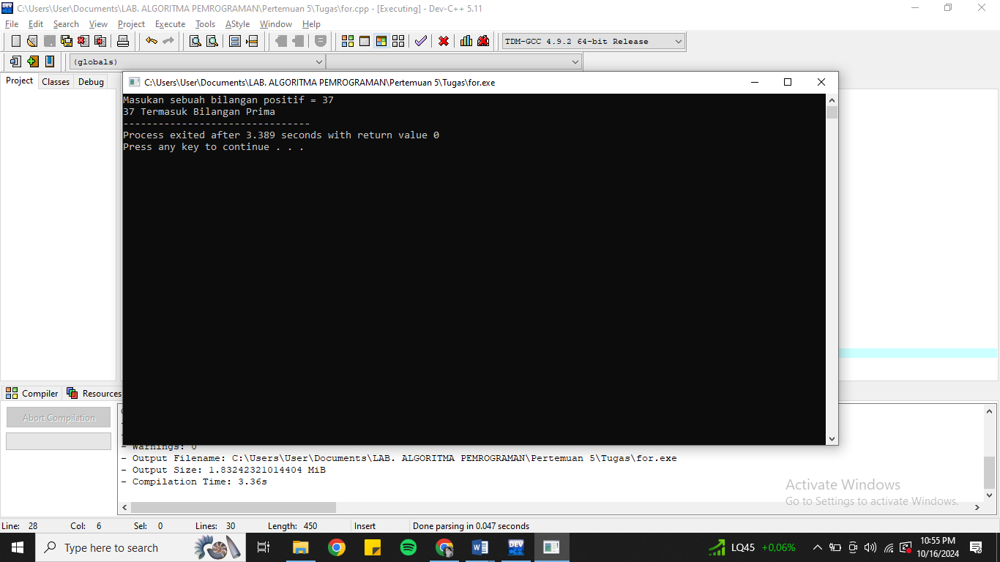 C:\Users\User\Documents\LAB. ALGORITMA PEMROGRAMAN\Pertemuan 5\Tugas\for.cpp - [Executing] - Dev-C++ 5.11
File Edit Search View Project Execute Tools AStyle Window Help
TDM-GCC 4.9.2 64-bit Release
(globals)
Project Classes Debug
C:\Users\User\Documents\LAB. ALGORITMA PEMROGRAMAN\Pertemuan 5\Tugas\for.exe
Masukan sebuah bilangan positif = 37
37 Termasuk Bilangan Prima
--------------------------------
Process exited after 3.389 seconds with return value 0
Press any key to continue . . .
Compiler Resources
Abort Compilation
- Warnings: 0
- Output Filename: C:\Users\User\Documents\LAB. ALGORITMA PEMROGRAMAN\Pertemuan 5\Tugas\for.exe
- Output Size: 1.83242321014404 MiB
- Compilation Time: 3.36s
Activate Windows
Go to Settings to activate Windows.
Line: 28 Col: 6 Sel: 0 Lines: 30 Length: 450 Insert Done parsing in 0.047 seconds
Type here to search
DEV
LQ45 +0,06%
10:55 PM
10/16/2024